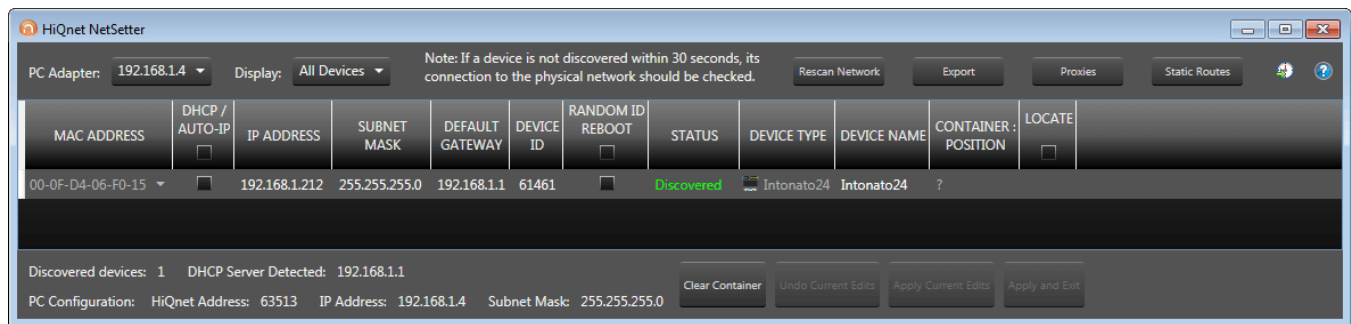 HiQnet NetSetter
PC Adapter: 192.168.1.4 Display: All Devices
Note: If a device is not discovered within 30 seconds, its
connection to the physical network should be checked.
Rescan Network Export Proxies Static Routes
MAC ADDRESS
DHCP /
AUTO-IP
IP ADDRESS
SUBNET
MASK
DEFAULT
GATEWAY
DEVICE
ID
RANDOM ID
REBOOT
STATUS
DEVICE TYPE
DEVICE NAME
CONTAINER :
POSITION
LOCATE
00-0F-D4-06-F0-15 192.168.1.212 255.255.255.0 192.168.1.1 61461 Discovered Intonato24 Intonato24 ?
Discovered devices: 1 DHCP Server Detected: 192.168.1.1
PC Configuration: HiQnet Address: 63513 IP Address: 192.168.1.4 Subnet Mask: 255.255.255.0
Clear Container Undo Current Edits Apply Current Edits Apply and Exit